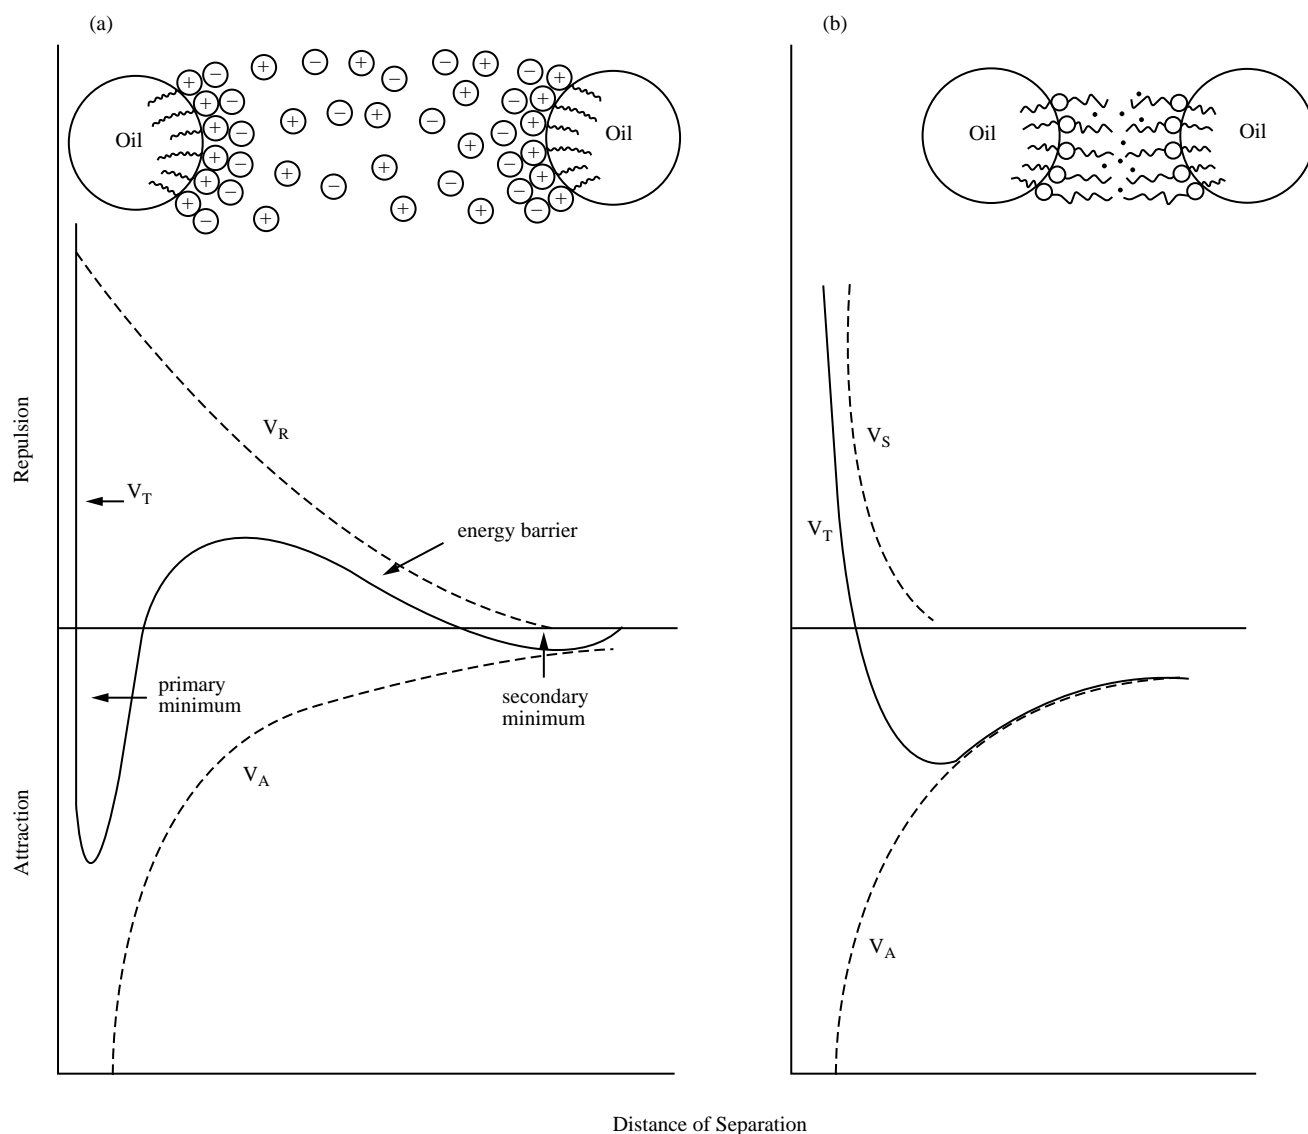 (a)
(b)
Oil
Oil
Oil
Oil
Repulsion
Attraction
V_R
V_T
energy barrier
primary
minimum
secondary
minimum
V_A
V_S
V_T
V_A
Distance of Separation